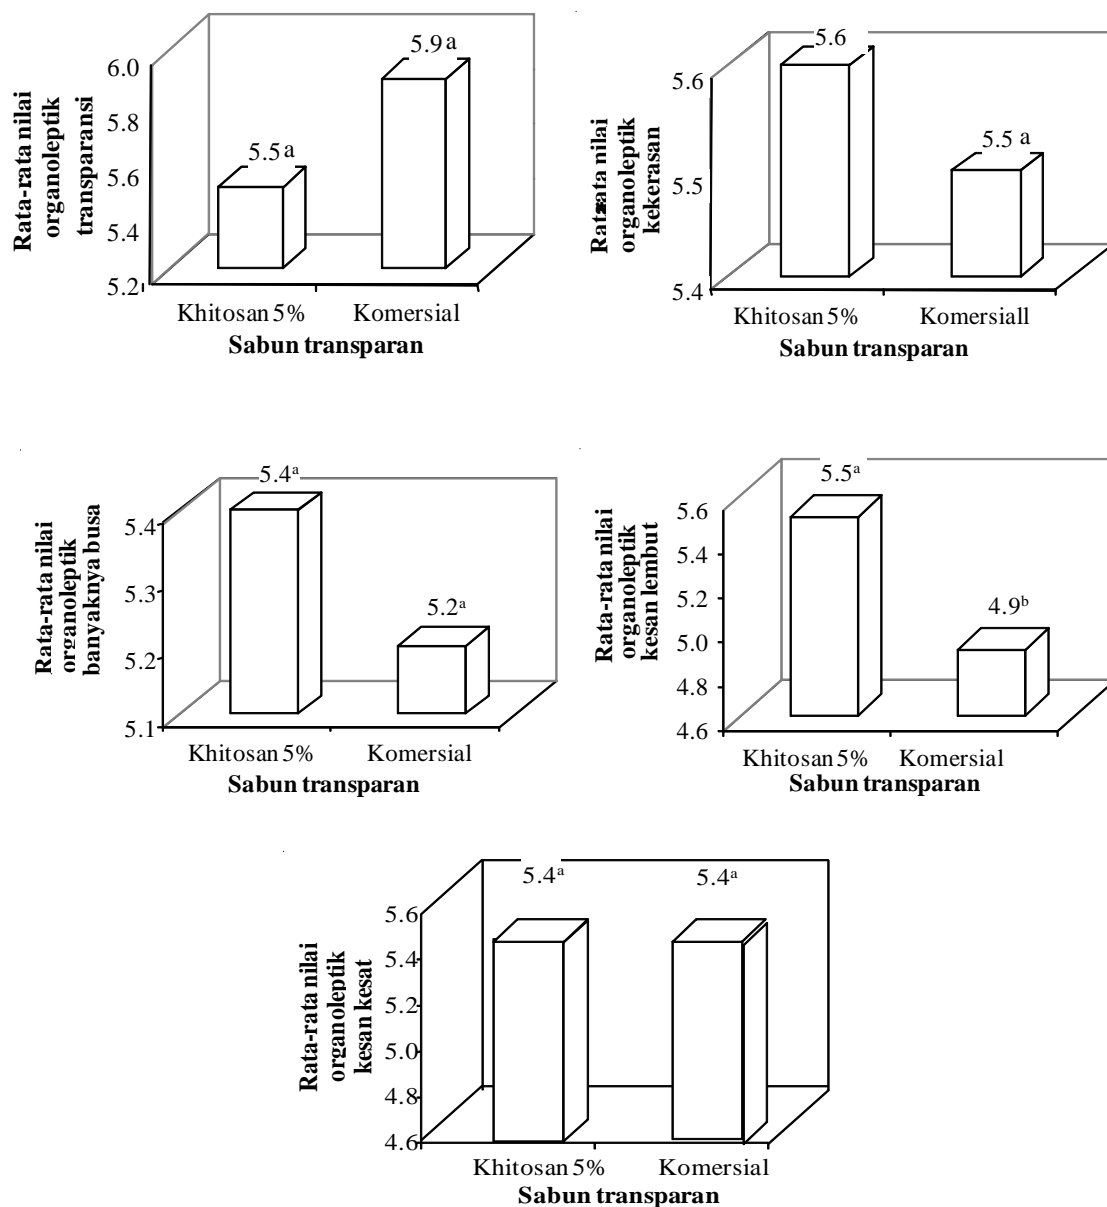 Rata-rata nilai
organoleptik
transparansi
6.0
5.8
5.6
5.4
5.2
5.5 a
5.9 a
Khitosan 5% Komersial
Sabun transparan
organoleptik
kekerasan
5.6
5.5
5.4
5.6
5.5 a
Khitosan 5% Komersiall
Sabun transparan
Rata-rata nilai
organoleptik
banyaknya busa
5.4
5.3
5.2
5.1
5.4ᵃ
5.2ᵃ
Khitosan 5% Komersial
Sabun transparan
Rata-rata nilai
organoleptik
kesan lembut
5.6
5.4
5.2
5.0
4.8
4.6
5.5ᵃ
4.9ᵇ
Khitosan 5% Komersial
Sabun transparan
Rata-rata nilai
organoleptik
kesan kesat
5.6
5.4
5.2
5.0
4.8
4.6
5.4ᵃ
5.4ᵃ
Khitosan 5% Komersial
Sabun transparan